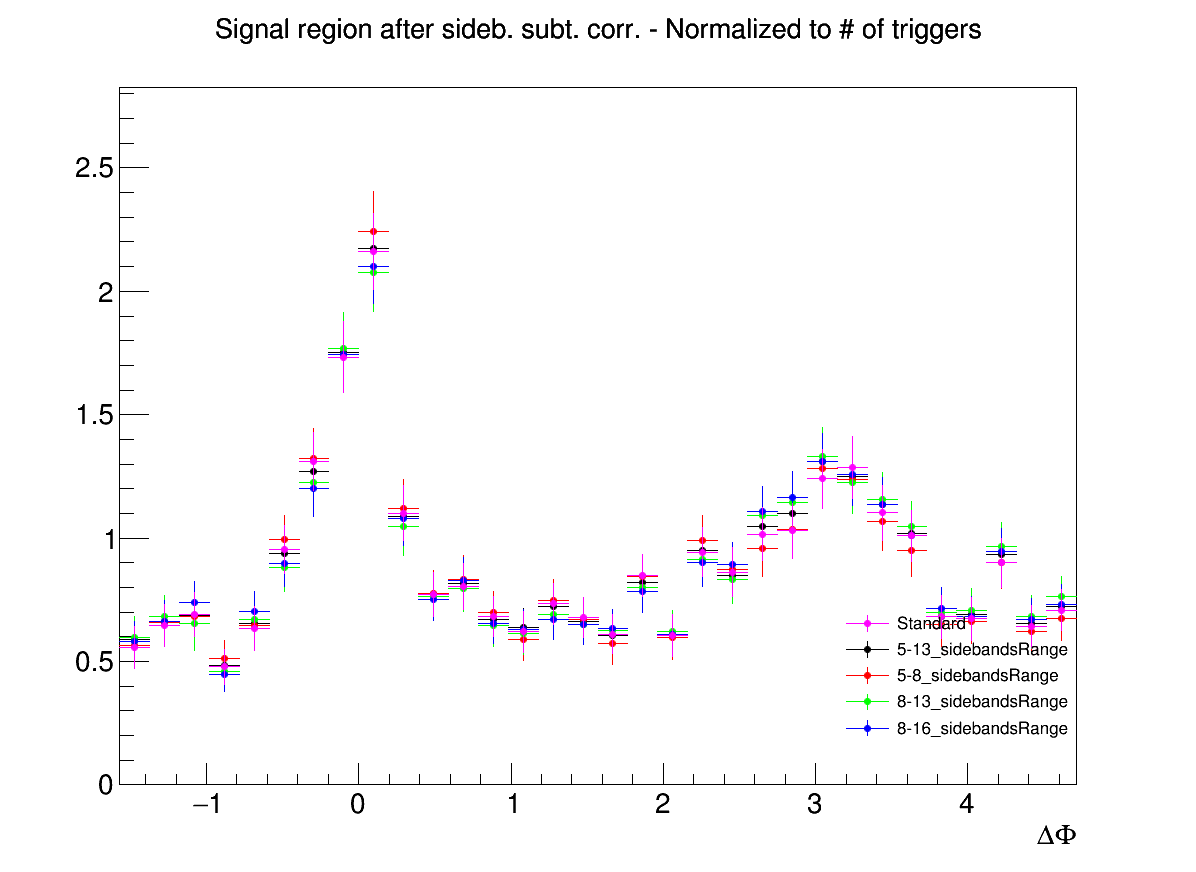 Signal region after sideb. subt. corr. - Normalized to # of triggers
2.5
2
1.5
1
0.5
0
−1 0 1 2 3 4
ΔΦ
Standard
5-13_sidebandsRange
5-8_sidebandsRange
8-13_sidebandsRange
8-16_sidebandsRange